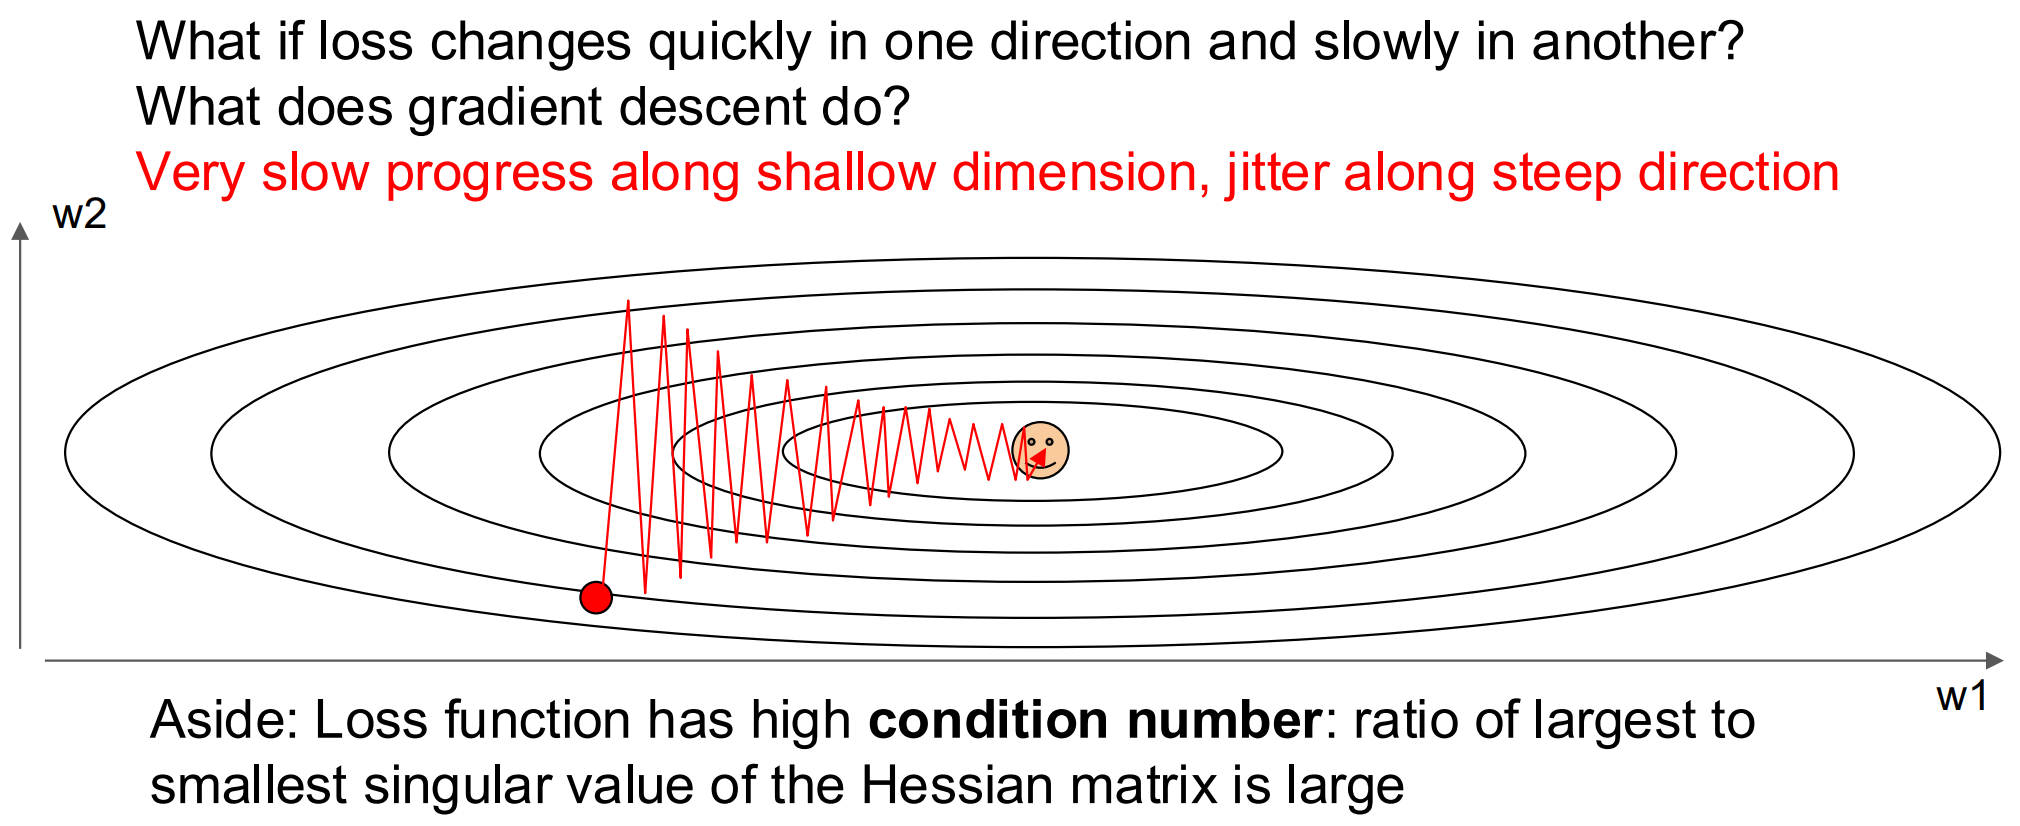 What if loss changes quickly in one direction and slowly in another?
What does gradient descent do?
Very slow progress along shallow dimension, jitter along steep direction
w2
w1
Aside: Loss function has high condition number: ratio of largest to
smallest singular value of the Hessian matrix is large